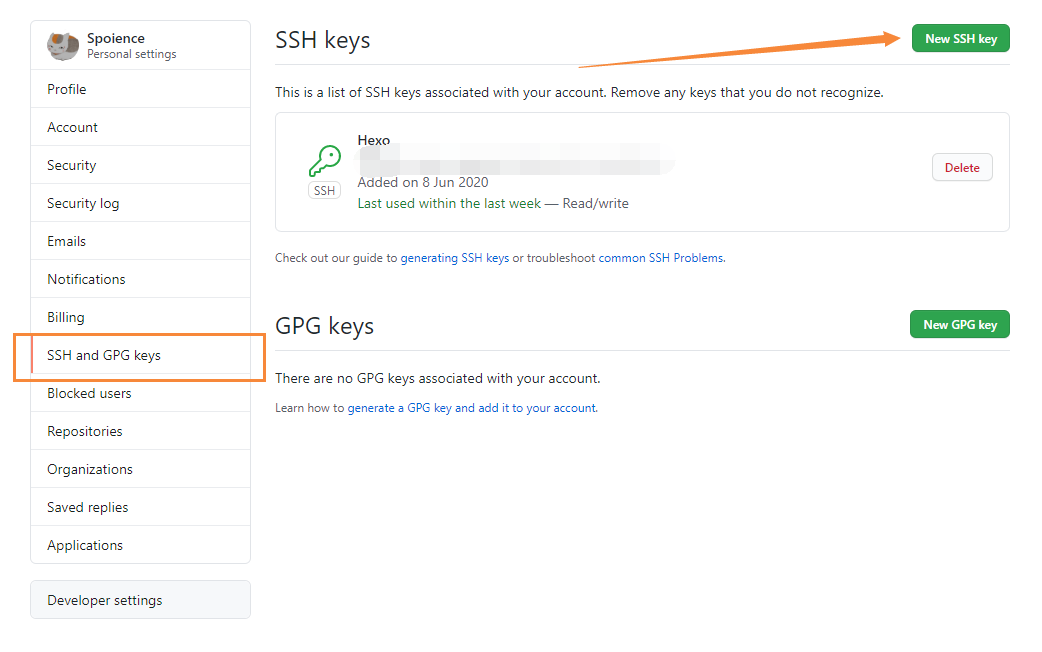 Spoience
Personal settings
Profile
Account
Security
Security log
Emails
Notifications
Billing
SSH and GPG keys
Blocked users
Repositories
Organizations
Saved replies
Applications
Developer settings
SSH keys
New SSH key
This is a list of SSH keys associated with your account. Remove any keys that you do not recognize.
Hexo
SSH
Added on 8 Jun 2020
Last used within the last week — Read/write
Delete
Check out our guide to generating SSH keys or troubleshoot common SSH Problems.
GPG keys
New GPG key
There are no GPG keys associated with your account.
Learn how to generate a GPG key and add it to your account.